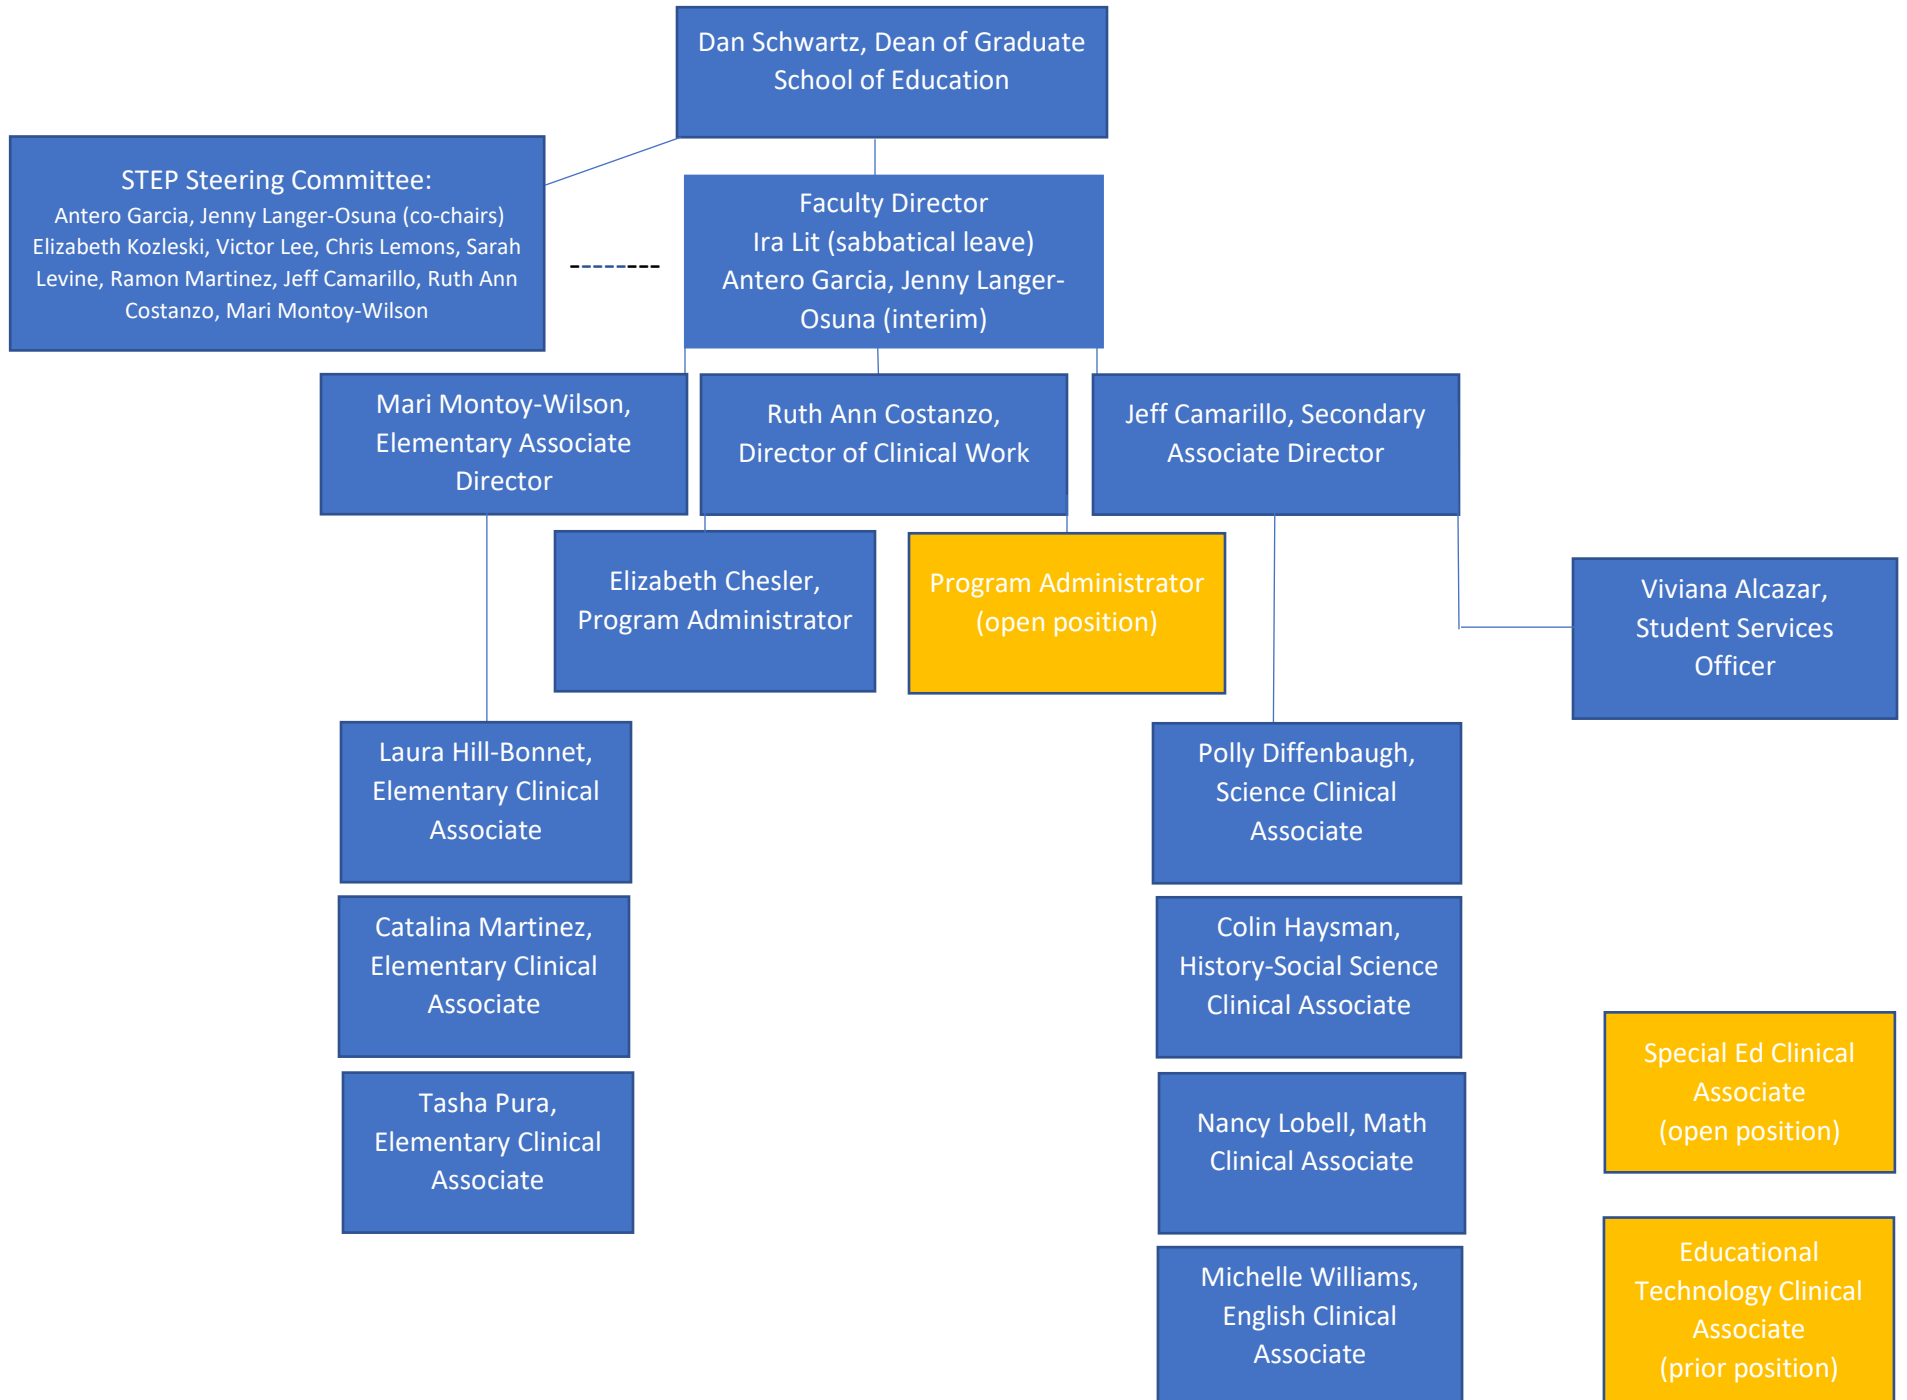 Dan Schwartz, Dean of Graduate
School of Education
STEP Steering Committee:
Antero Garcia, Jenny Langer-Osuna (co-chairs)
Elizabeth Kozleski, Victor Lee, Chris Lemons, Sarah
Levine, Ramon Martinez, Jeff Camarillo, Ruth Ann
Costanzo, Mari Montoy-Wilson
Faculty Director
Ira Lit (sabbatical leave)
Antero Garcia, Jenny Langer-
Osuna (interim)
Mari Montoy-Wilson,
Elementary Associate
Director
Ruth Ann Costanzo,
Director of Clinical Work
Jeff Camarillo, Secondary
Associate Director
Elizabeth Chesler,
Program Administrator
Program Administrator
(open position)
Viviana Alcazar,
Student Services
Officer
Laura Hill-Bonnet,
Elementary Clinical
Associate
Polly Diffenbaugh,
Science Clinical
Associate
Catalina Martinez,
Elementary Clinical
Associate
Colin Haysman,
History-Social Science
Clinical Associate
Special Ed Clinical
Associate
(open position)
Tasha Pura,
Elementary Clinical
Associate
Nancy Lobell, Math
Clinical Associate
Educational
Technology Clinical
Associate
(prior position)
Michelle Williams,
English Clinical
Associate